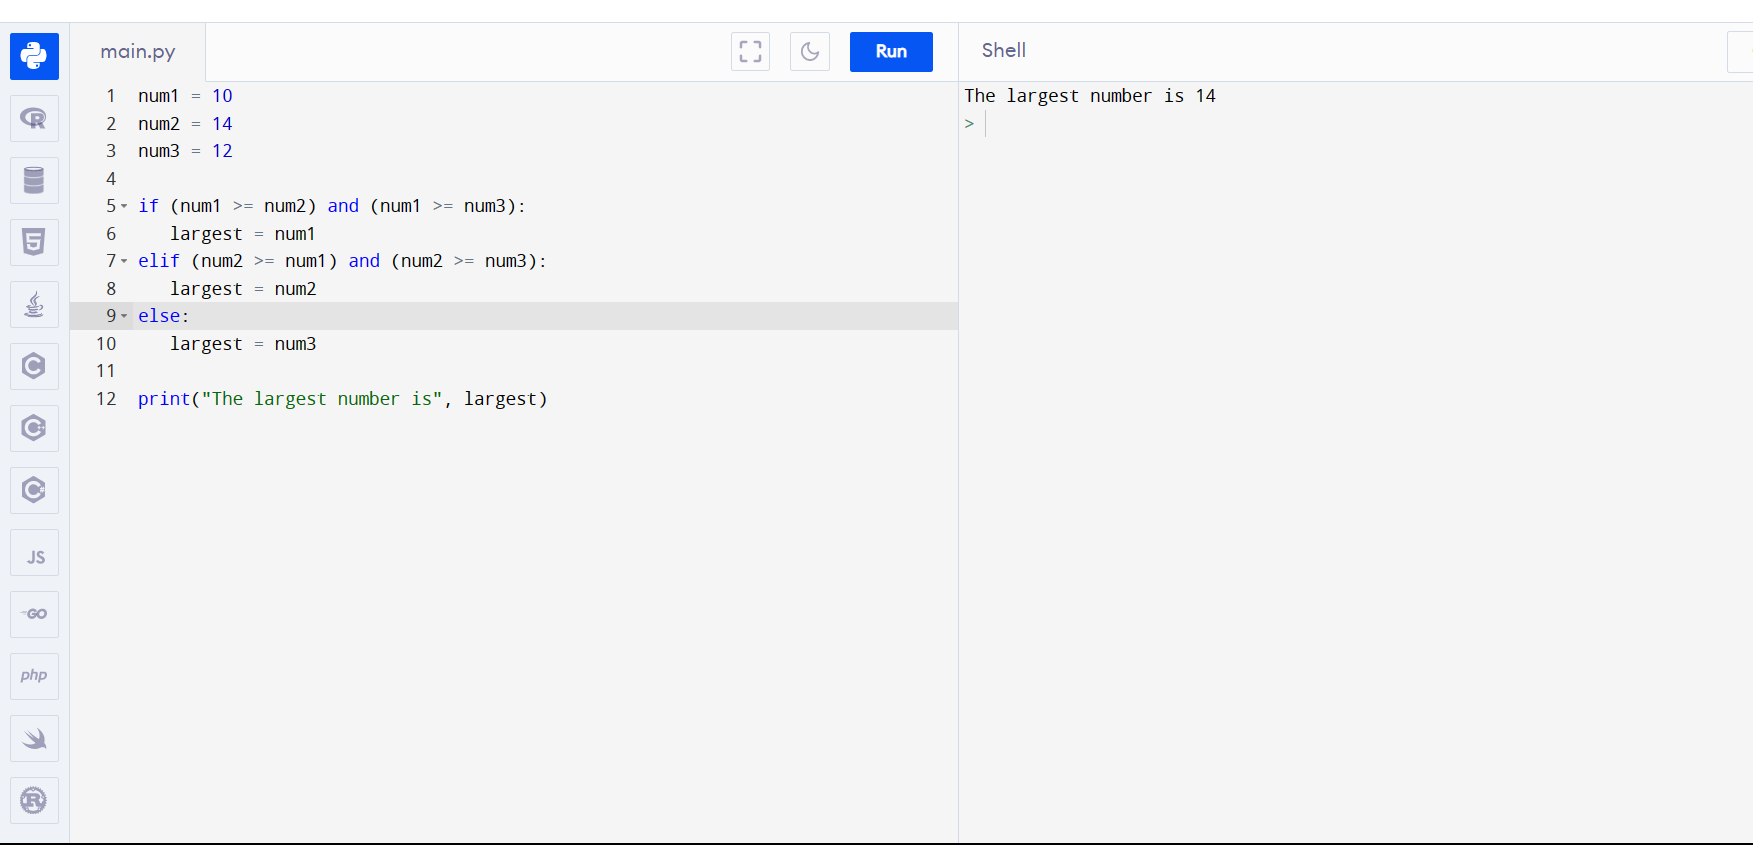 main.py
Run
Shell
1 num1 = 10
2 num2 = 14
3 num3 = 12
4
5 if (num1 >= num2) and (num1 >= num3):
6    largest = num1
7 elif (num2 >= num1) and (num2 >= num3):
8    largest = num2
9 else:
10    largest = num3
11
12 print("The largest number is", largest)
The largest number is 14
>
R
5
C
C
C
JS
GO
php
R